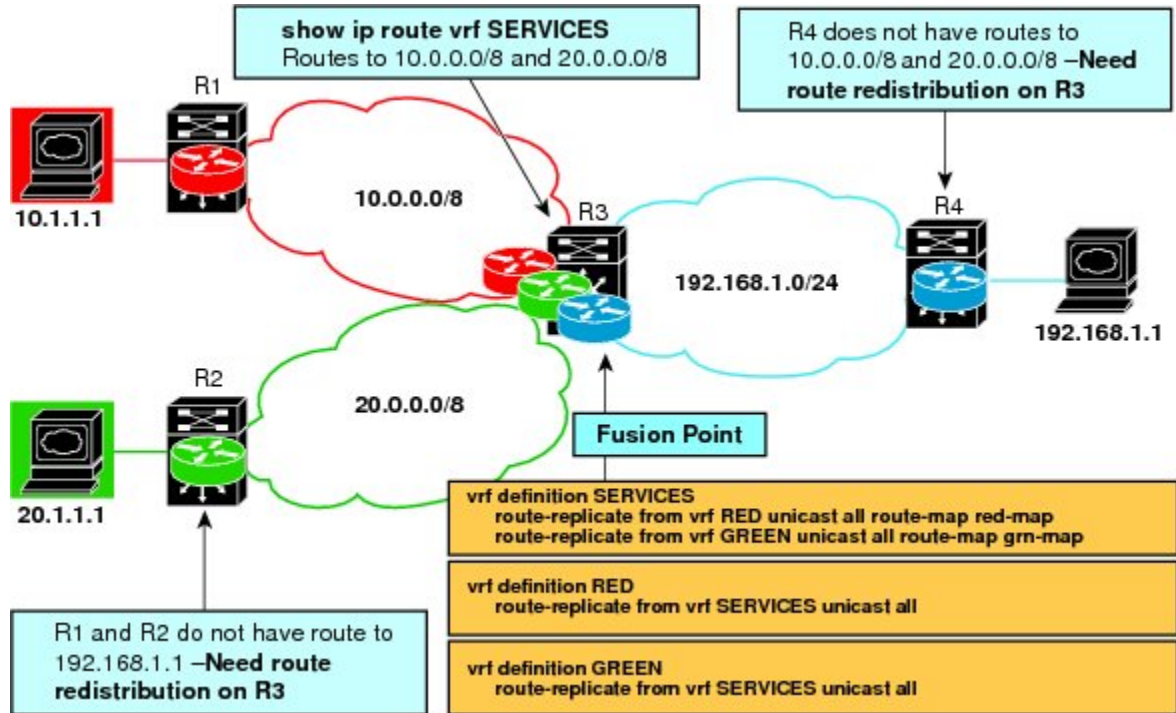 show ip route vrf SERVICES
Routes to 10.0.0.0/8 and 20.0.0.0/8
R4 does not have routes to
10.0.0.0/8 and 20.0.0.0/8 –Need
route redistribution on R3
R1
10.1.1.1
10.0.0.0/8
R3
192.168.1.0/24
R4
192.168.1.1
R2
20.1.1.1
20.0.0.0/8
Fusion Point
vrf definition SERVICES
route-replicate from vrf RED unicast all route-map red-map
route-replicate from vrf GREEN unicast all route-map grn-map
vrf definition RED
route-replicate from vrf SERVICES unicast all
vrf definition GREEN
route-replicate from vrf SERVICES unicast all
R1 and R2 do not have route to
192.168.1.1 –Need route
redistribution on R3